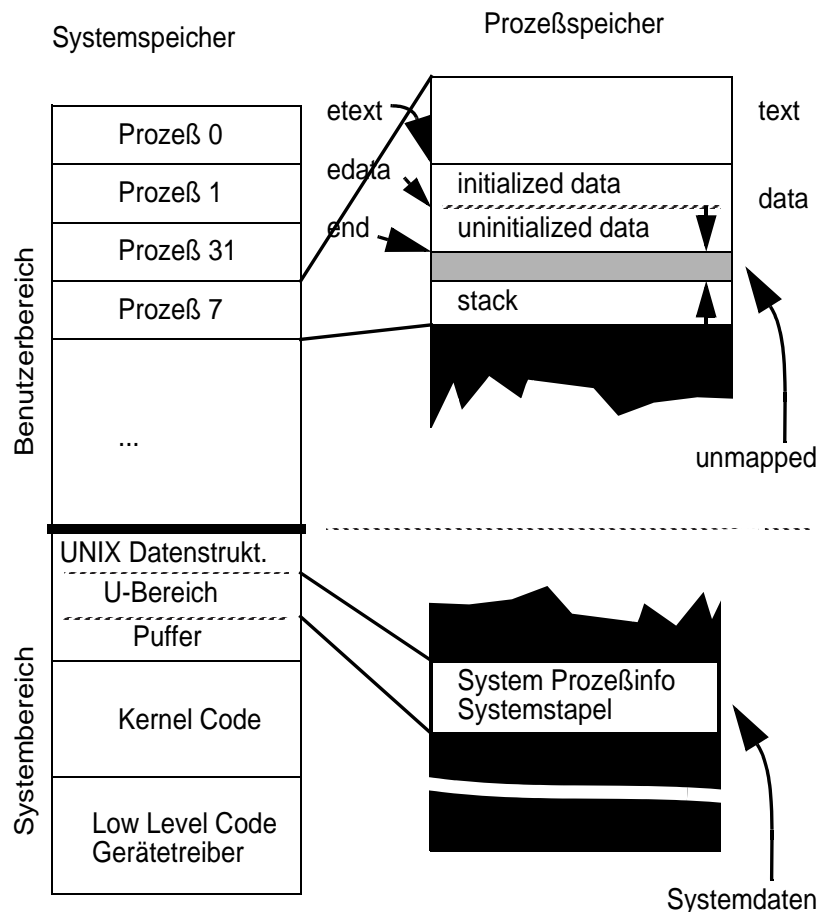 Systemspeicher
Prozeßspeicher
Benutzerbereich
Prozeß 0
Prozeß 1
Prozeß 31
Prozeß 7
...
etext
edata
end
text
initialized data
data
uninitialized data
stack
unmapped
Systembereich
UNIX Datenstrukt.
U-Bereich
Puffer
Kernel Code
Low Level Code
Gerätetreiber
System Prozeßinfo
Systemstapel
Systemdaten